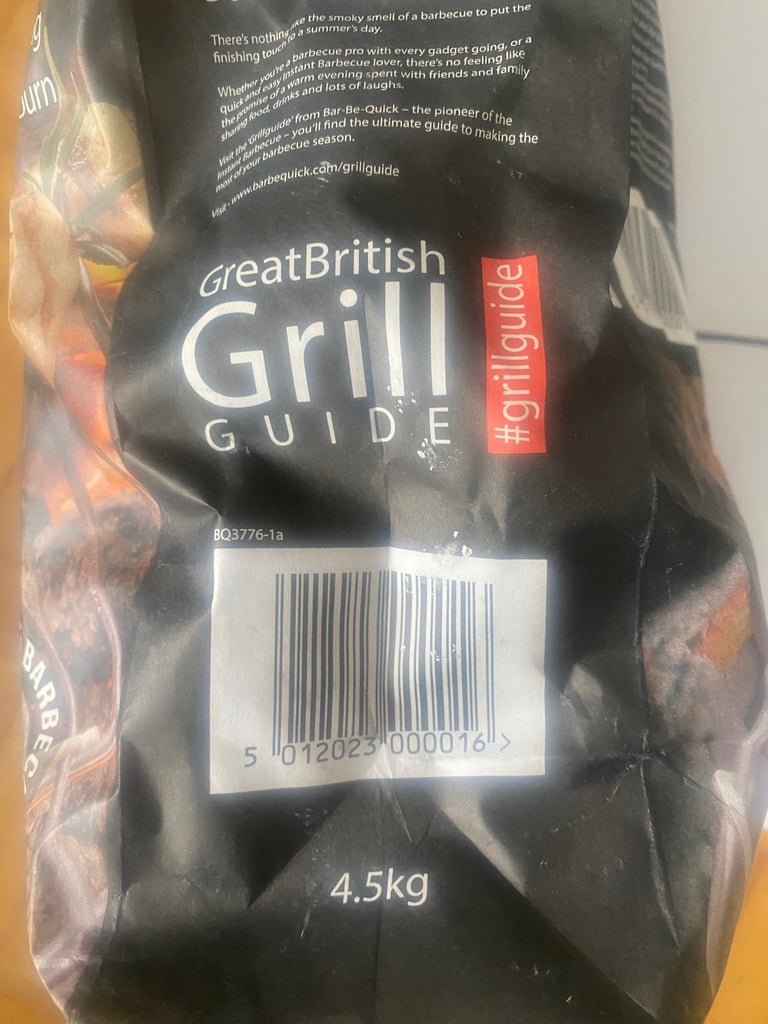 There's nothing like the smoky smell of a barbecue to put the
finishing touch to a summer's day.
Whether you're a barbecue pro with every gadget going, or a
quick and easy Instant Barbecue lover, there's no feeling like
the promise of a warm evening spent with friends and family
sharing food, drinks and lots of laughs.
Visit the 'Grillguide' from Bar-Be-Quick – the pioneer of the
Instant Barbecue – you'll find the ultimate guide to making the
most of your barbecue season.
Visit - www.barbequick.com/grillguide
GreatBritish
Grill
GUIDE
#grillguide
BQ3776-1a
5 012023 000016 >
4.5kg